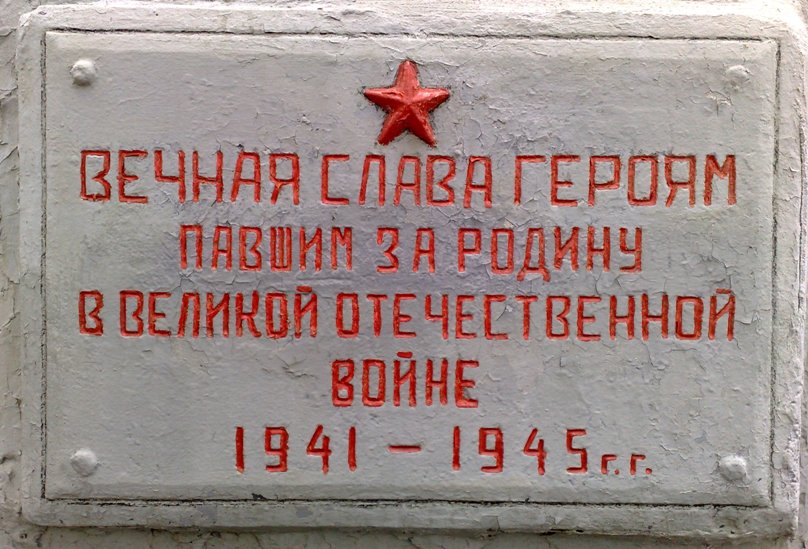 ВЕЧНАЯ СЛАВА ГЕРОЯМ
ПАВШИМ ЗА РОДИНУ
В ВЕЛИКОЙ ОТЕЧЕСТВЕННОЙ
ВОЙНЕ
1941 – 1945 г.г.